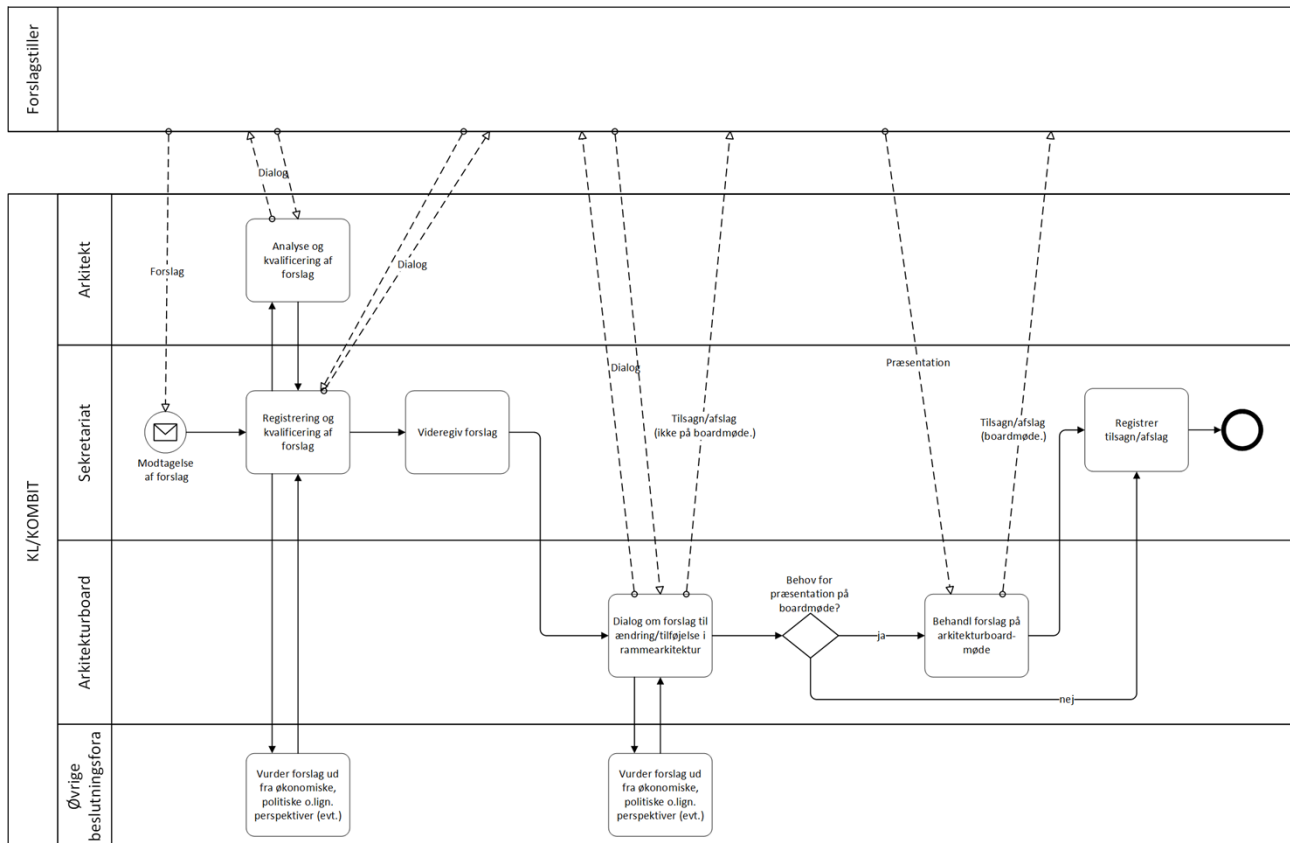 Forslagstiller
KL/KOMBIT
Arkitekt
Sekretariat
Arkitekturboard
Øvrige
beslutningsfora
Forslag
Dialog
Analyse og
kvalificering af
forslag
Dialog
Modtagelse
af forslag
Registrering og
kvalificering af
forslag
Videregiv forslag
Dialog
Tilsagn/afslag
(ikke på boardmøde.)
Præsentation
Tilsagn/afslag
(boardmøde.)
Registrer
tilsagn/afslag
Dialog om forslag til
ændring/tilføjelse i
rammearkitektur
Behov for
præsentation på
boardmøde?
ja
nej
Behandl forslag på
arkitekturboard-
møde
Vurder forslag ud
fra økonomiske,
politiske o.lign.
perspektiver (evt.)
Vurder forslag ud
fra økonomiske,
politiske o.lign.
perspektiver (evt.)